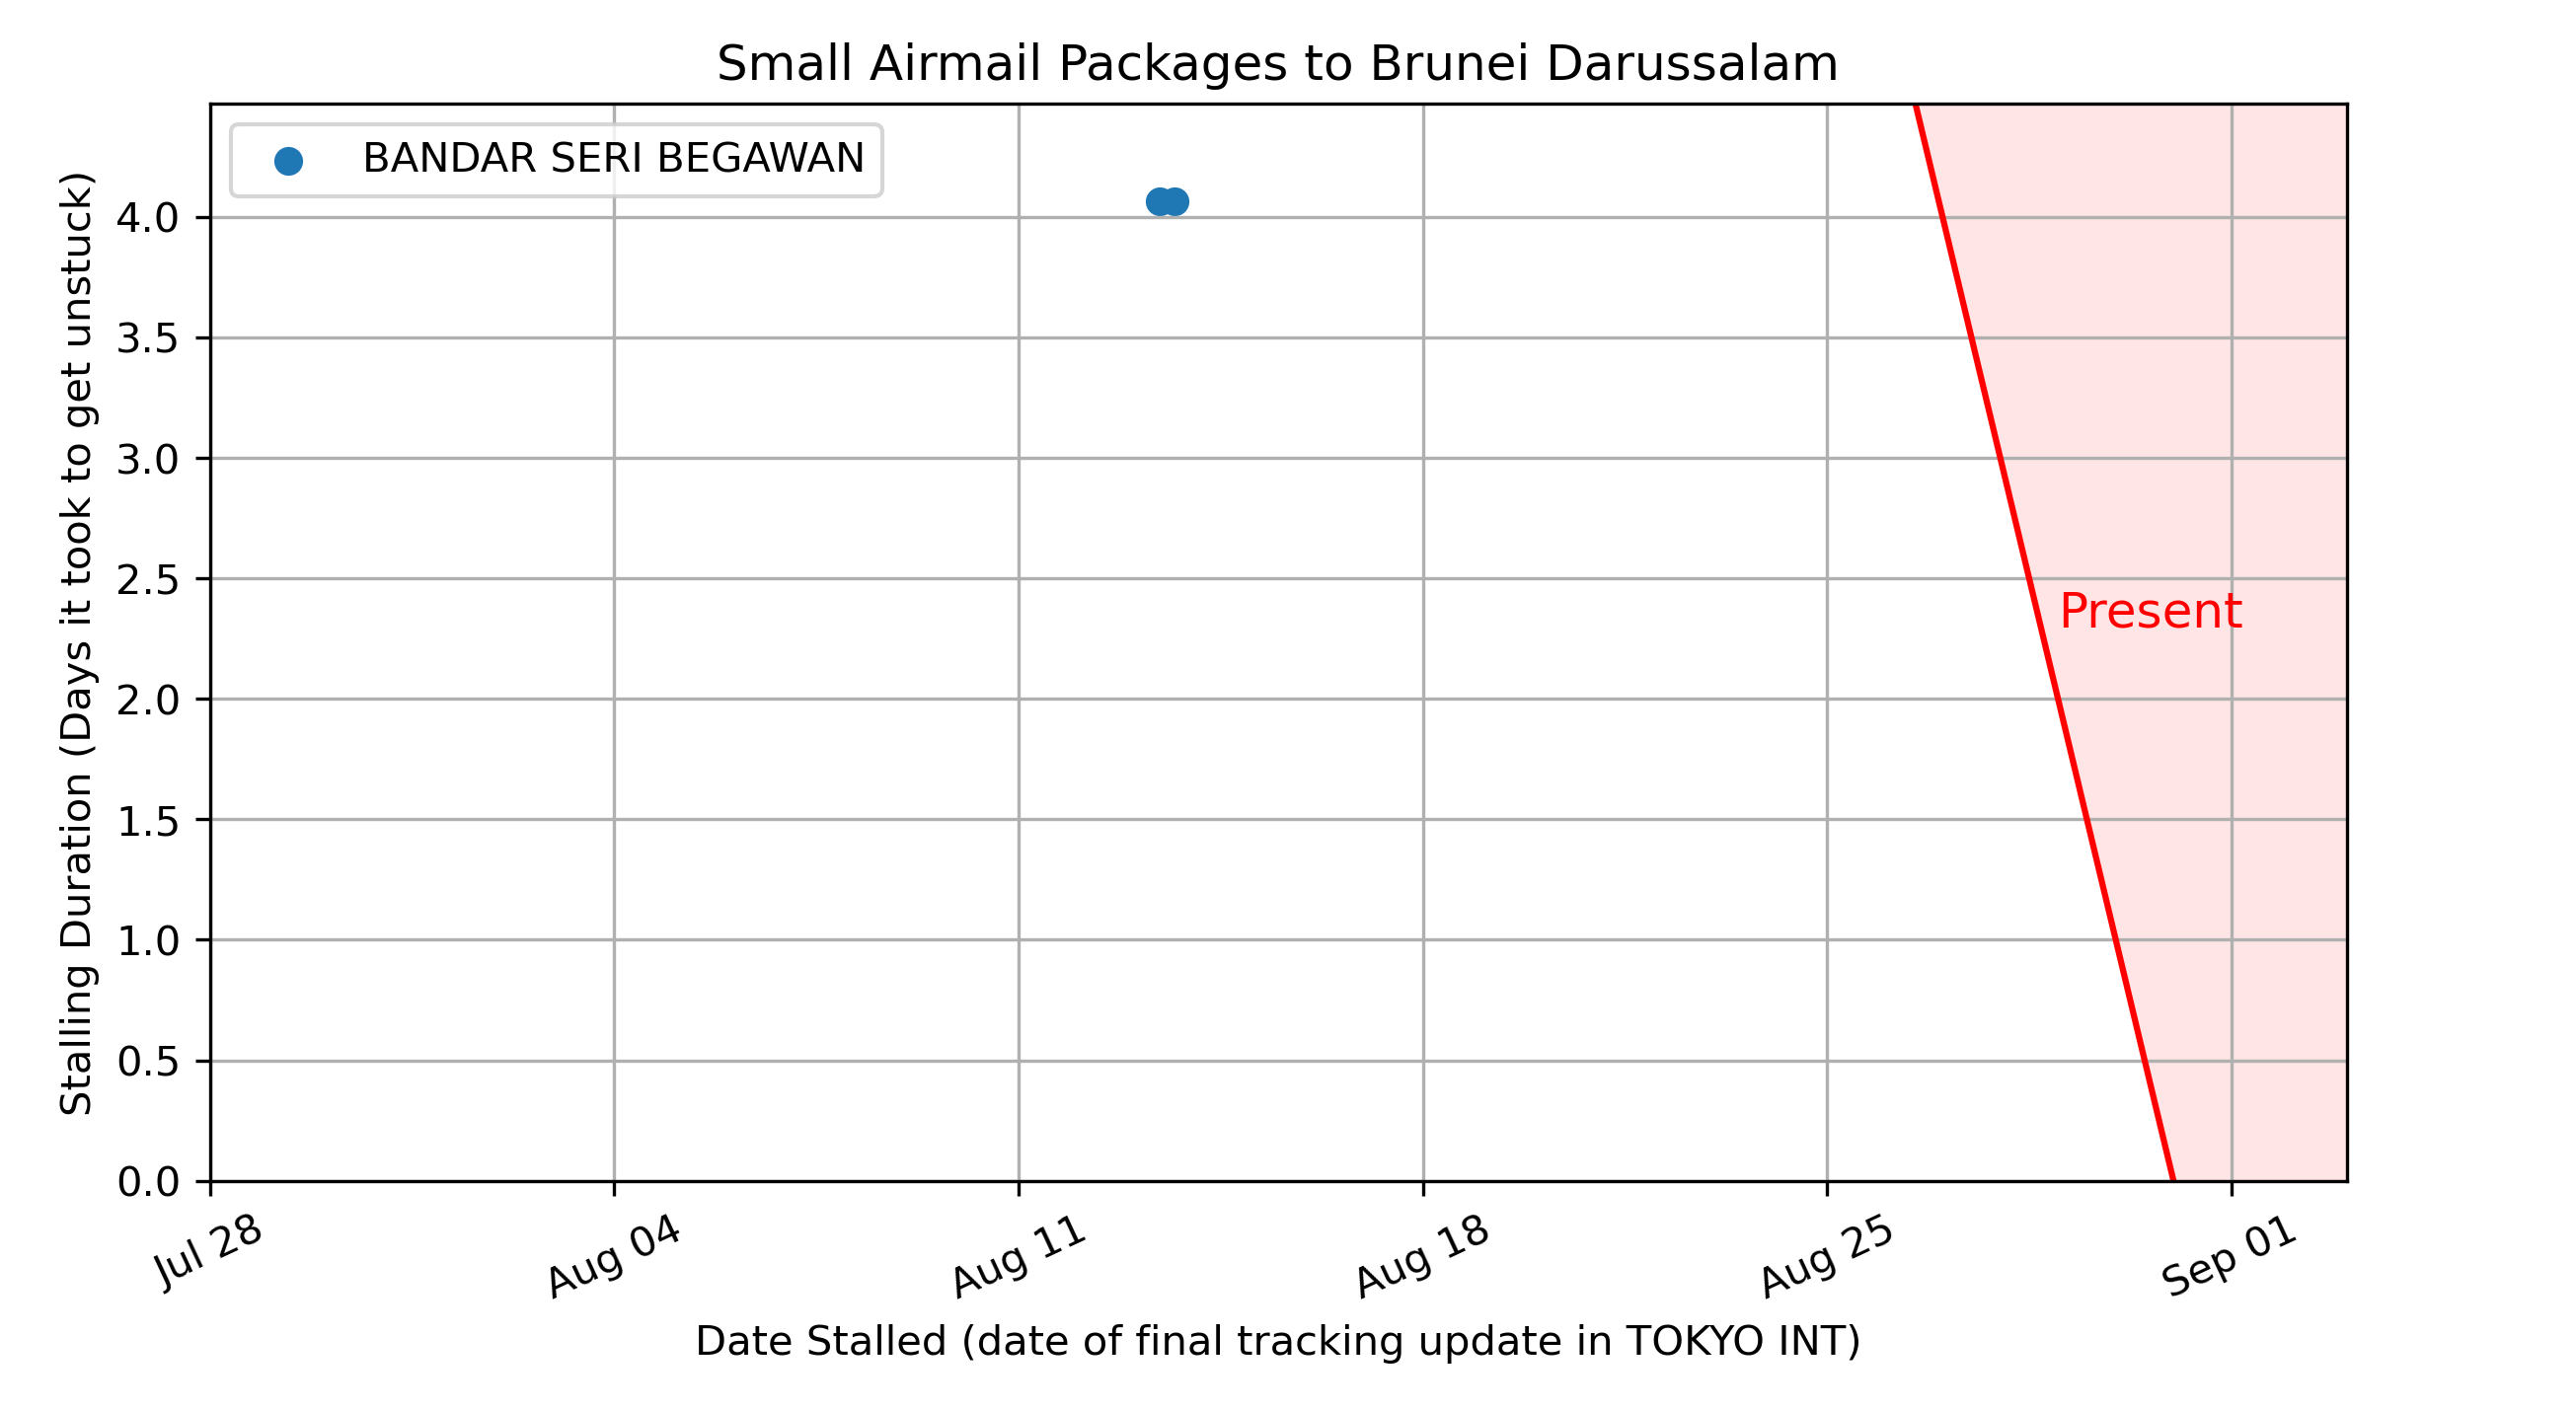 Small Airmail Packages to Brunei Darussalam
BANDAR SERI BEGAWAN
Stalling Duration (Days it took to get unstuck)
4.0
3.5
3.0
2.5
2.0
1.5
1.0
0.5
0.0
Present
Jul 28
Aug 04
Aug 11
Aug 18
Aug 25
Sep 01
Date Stalled (date of final tracking update in TOKYO INT)